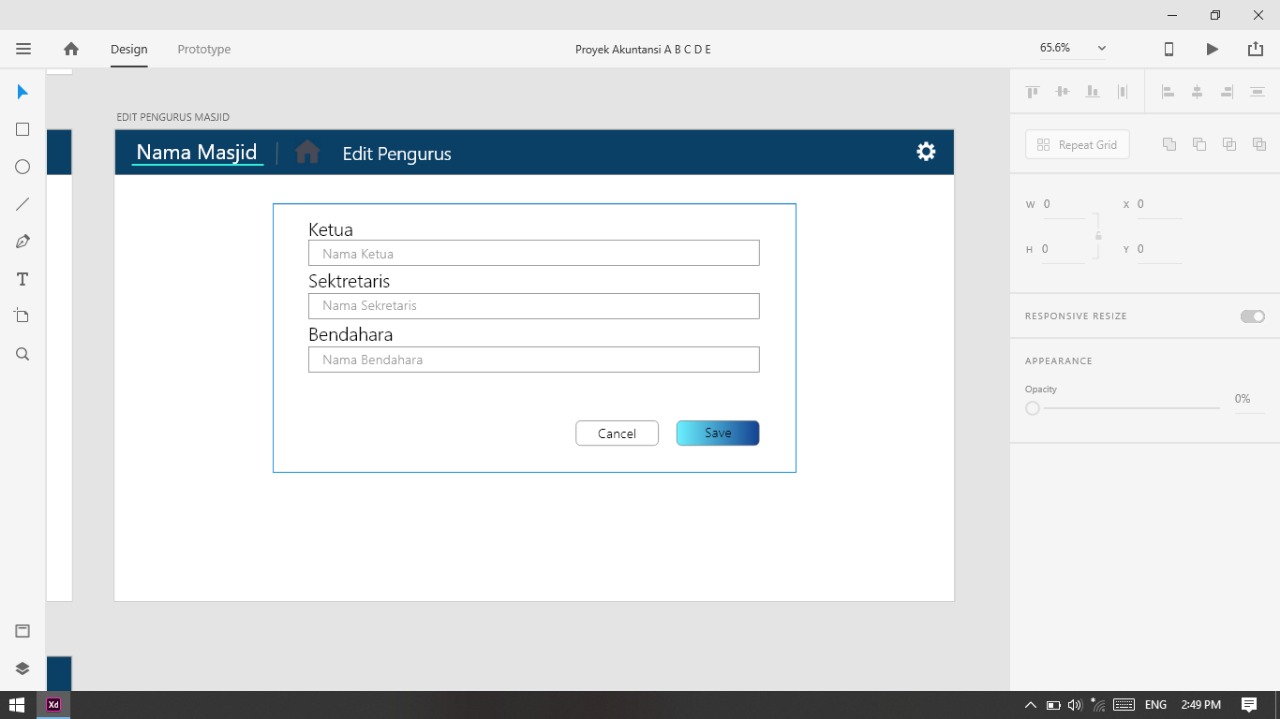 Design
Prototype
Proyek Akuntansi A B C D E
65.6%
EDIT PENGURUS MASJID
Nama Masjid
Edit Pengurus
Ketua
Nama Ketua
Sektretaris
Nama Sekretaris
Bendahara
Nama Bendahara
Cancel
Save
Repeat Grid
W 0
X 0
H 0
Y 0
RESPONSIVE RESIZE
APPEARANCE
Opacity
0%
Xd
ENG
2:49 PM